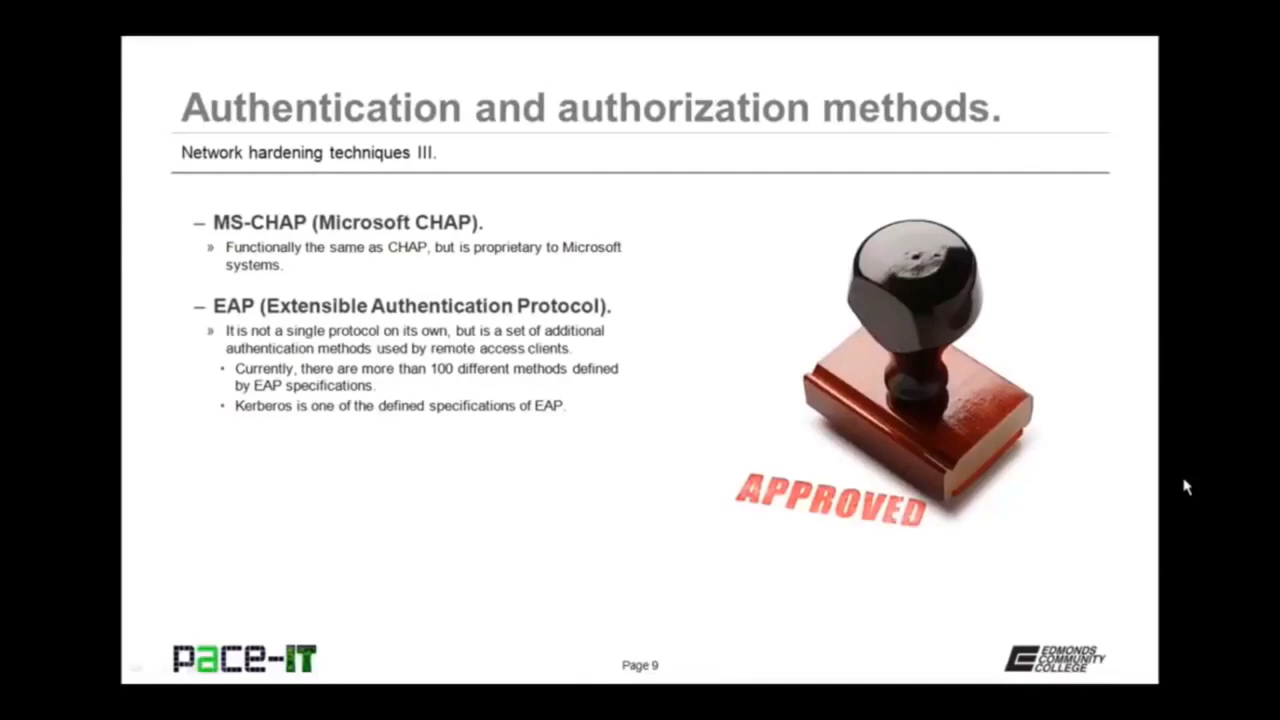 Authentication and authorization methods.
Network hardening techniques III.
– MS-CHAP (Microsoft CHAP).
» Functionally the same as CHAP, but is proprietary to Microsoft
systems.
– EAP (Extensible Authentication Protocol).
» It is not a single protocol on its own, but is a set of additional
authentication methods used by remote access clients.
• Currently, there are more than 100 different methods defined
by EAP specifications.
• Kerberos is one of the defined specifications of EAP.
APPROVED
pace-IT
Page 9
EDMONDS
COMMUNITY
COLLEGE